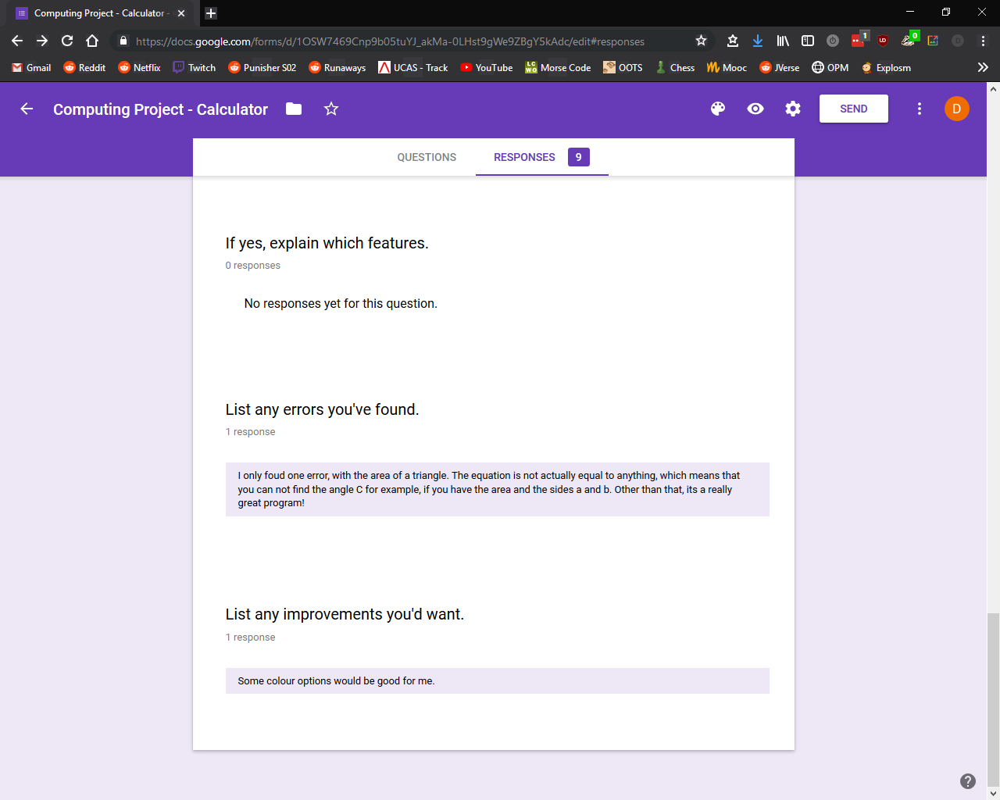 Computing Project - Calculator -
https://docs.google.com/forms/d/1OSW7469Cnp9b05tuYJ_akMa-0LHst9gWe9ZBgY5kAdc/edit#responses
1
0
Gmail Reddit Netflix Twitch Punisher S02 Runaways UCAS - Track YouTube LC WO Morse Code OOTS Chess Mooc JVerse OPM Explosm
Computing Project - Calculator SEND D
QUESTIONS RESPONSES 9
If yes, explain which features.
0 responses
No responses yet for this question.
List any errors you've found.
1 response
I only foud one error, with the area of a triangle. The equation is not actually equal to anything, which means that
you can not find the angle C for example, if you have the area and the sides a and b. Other than that, its a really
great program!
List any improvements you'd want.
1 response
Some colour options would be good for me.